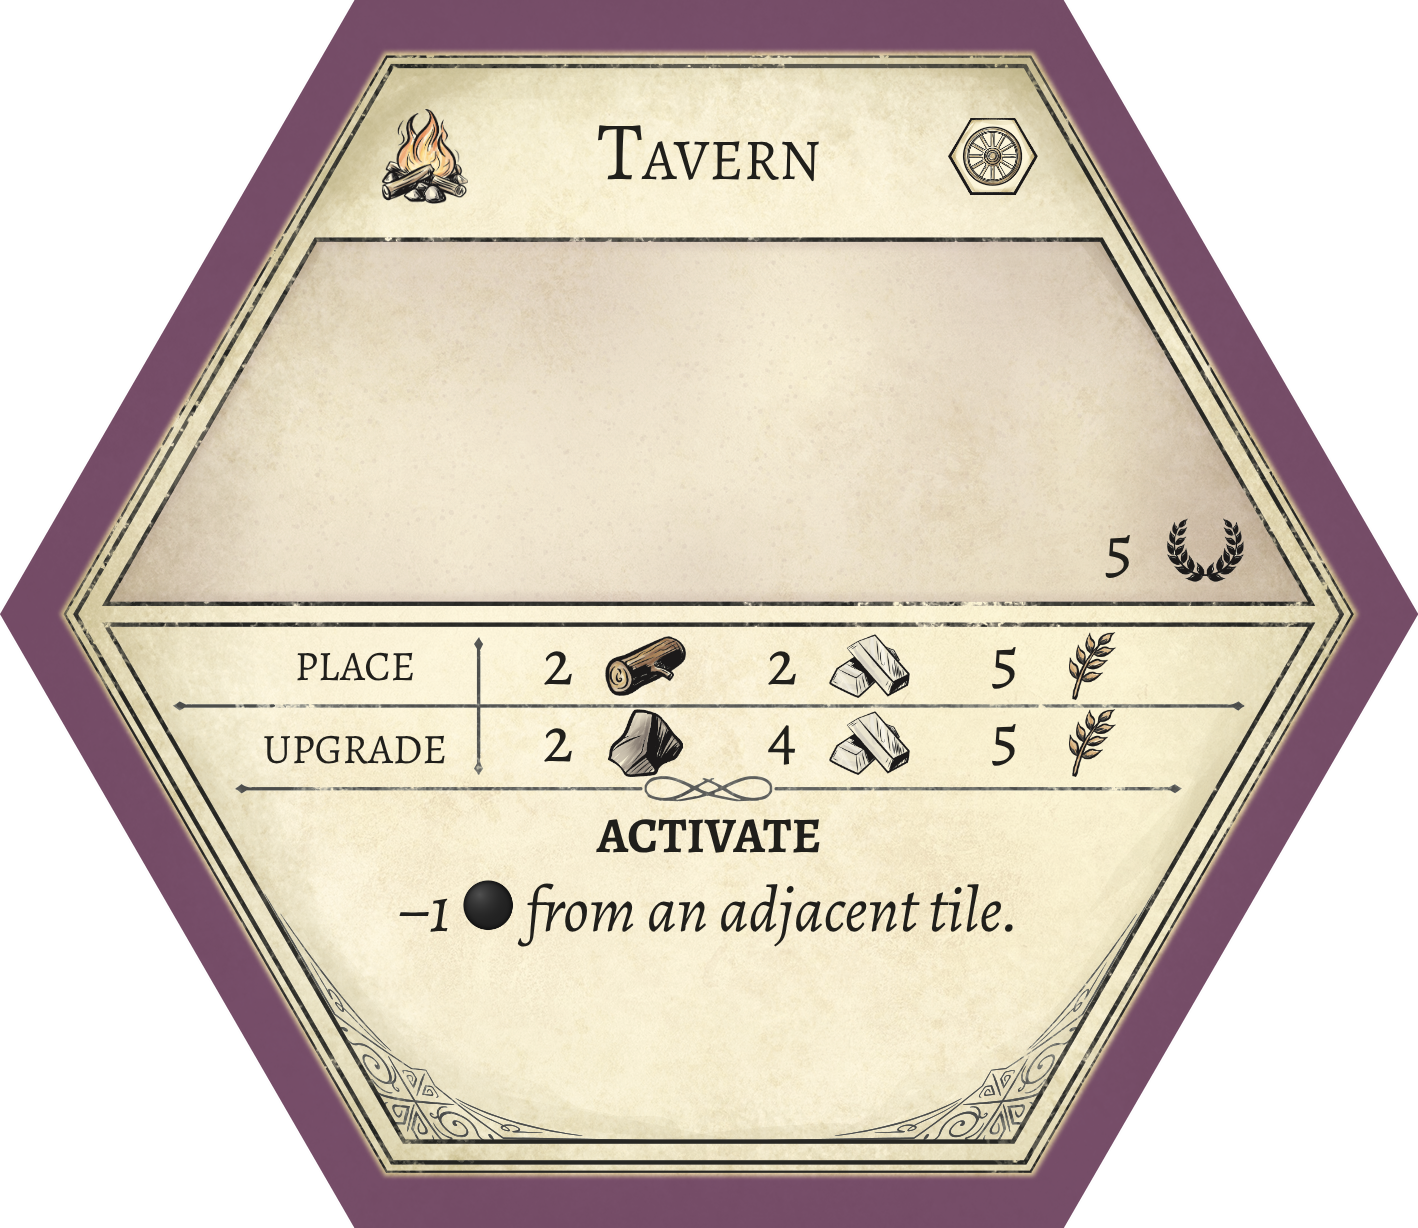 Tavern
5
PLACE 2 2 5
UPGRADE 2 4 5
ACTIVATE
–1 from an adjacent tile.